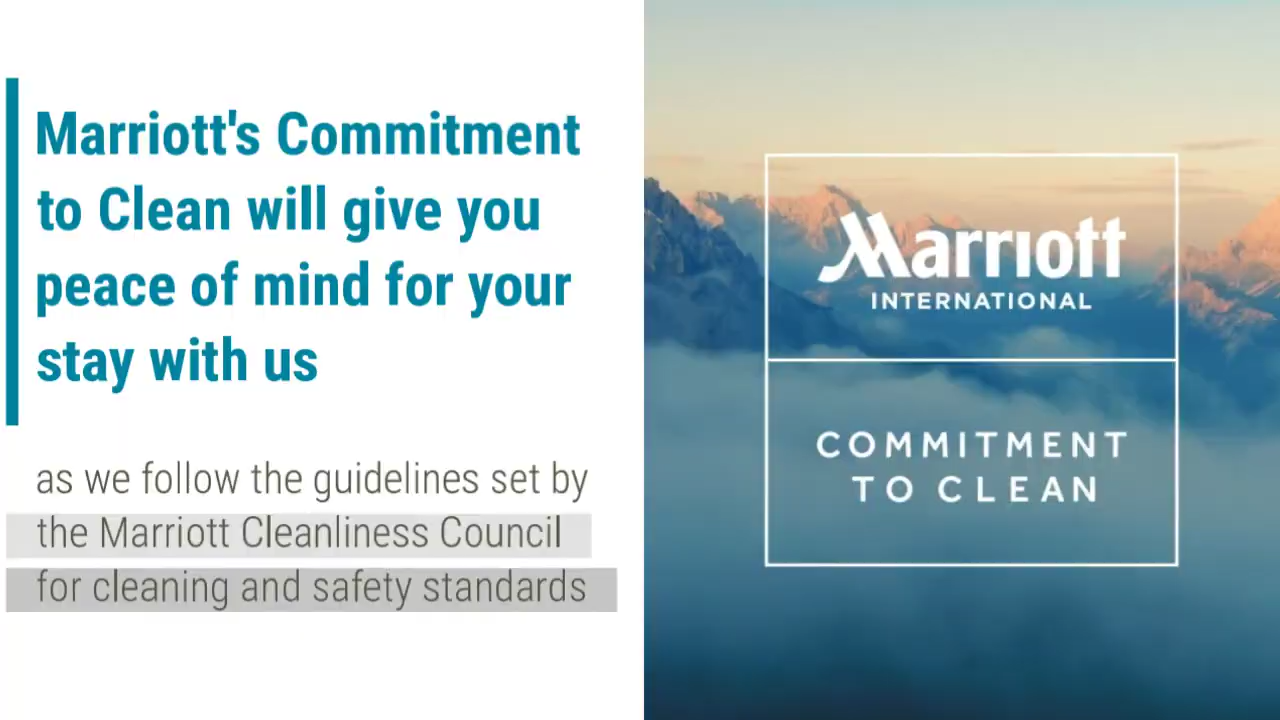 Marriott's Commitment
to Clean will give you
peace of mind for your
stay with us
as we follow the guidelines set by
the Marriott Cleanliness Council
for cleaning and safety standards
Marriott
INTERNATIONAL
COMMITMENT
TO CLEAN